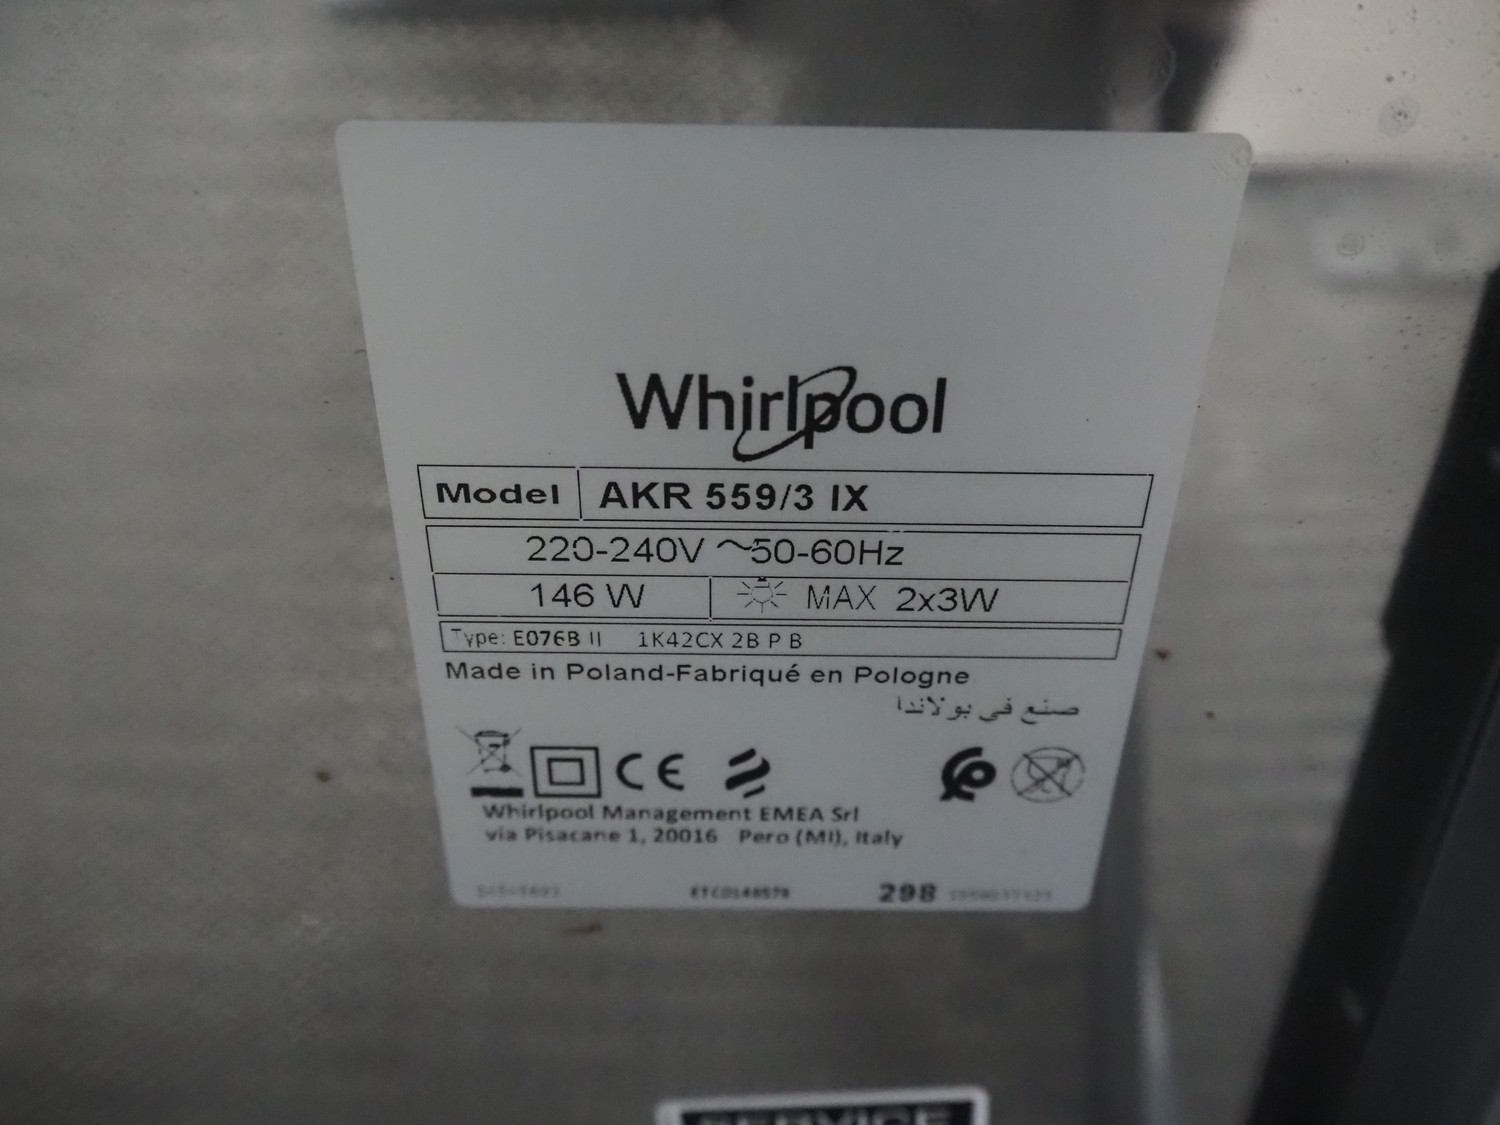 Whirlpool
Model AKR 559/3 IX
220-240V ~50-60Hz
146 W MAX 2x3W
Type: E076B II 1K42CX 2B P B
Made in Poland-Fabriqué en Pologne
صنع في بولاندا
CE
Whirlpool Management EMEA Srl
via Pisacane 1, 20016 Pero (MI), Italy
298
SERVICE